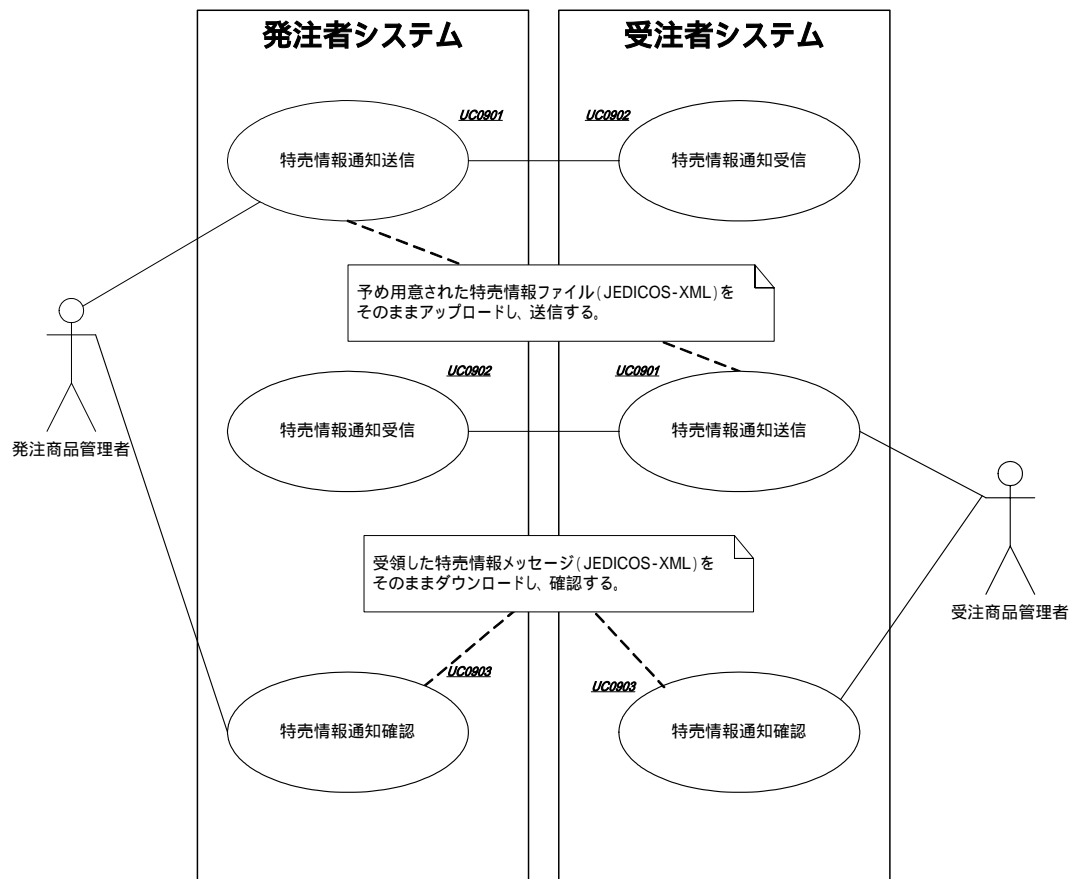 発注者システム
受注者システム
UC0901
UC0902
特売情報通知送信
特売情報通知受信
予め用意された特売情報ファイル(JEDICOS-XML)を
そのままアップロードし、送信する。
UC0902
UC0901
特売情報通知受信
特売情報通知送信
発注商品管理者
受領した特売情報メッセージ(JEDICOS-XML)を
そのままダウンロードし、確認する。
受注商品管理者
UC0903
UC0903
特売情報通知確認
特売情報通知確認